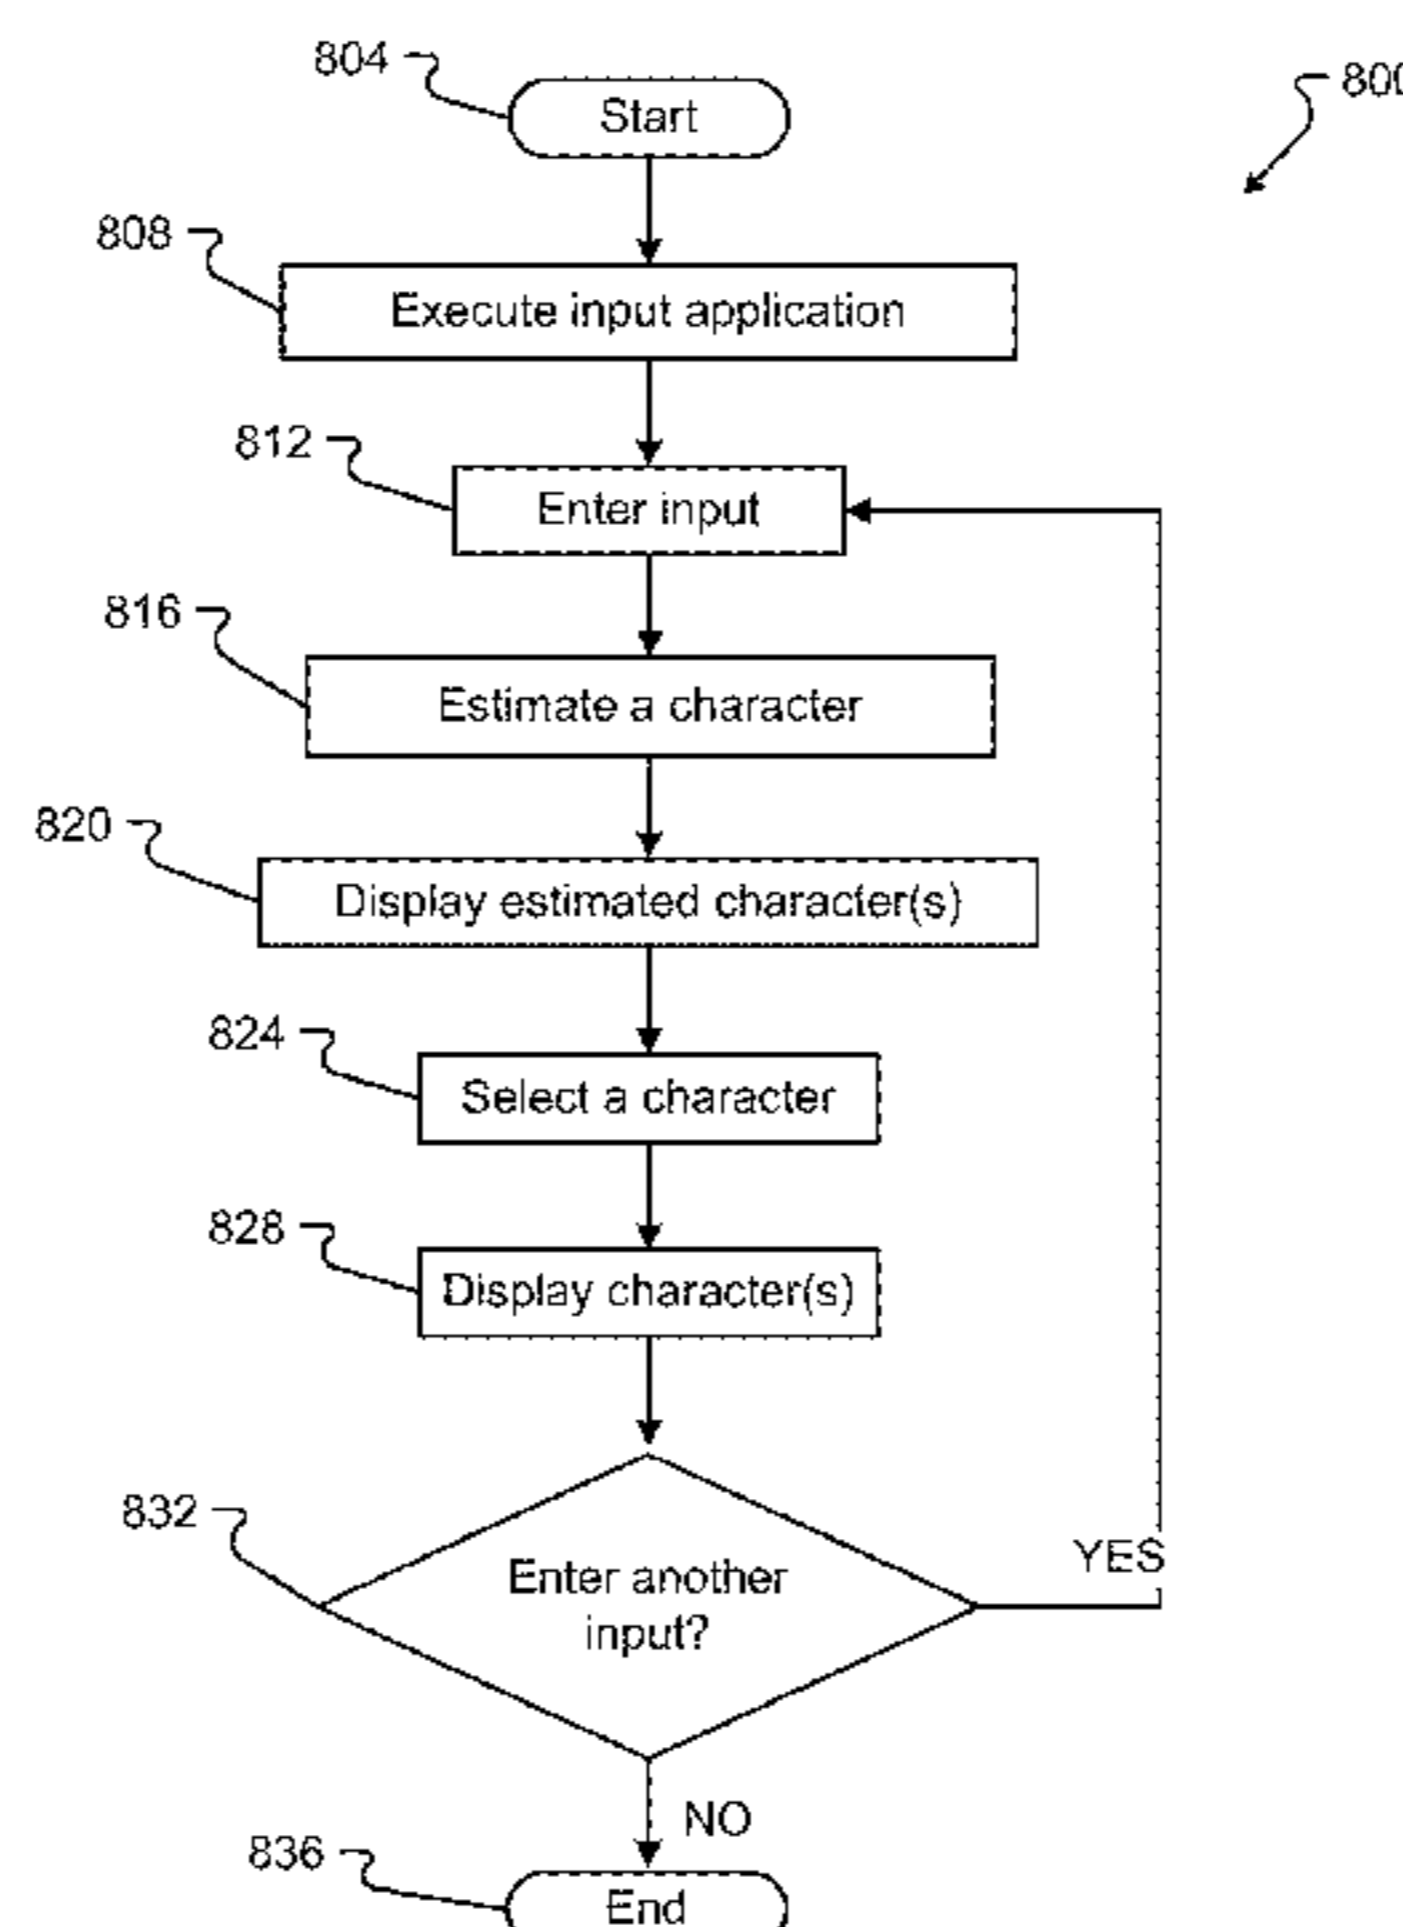 804
Start
800
808
Execute input application
812
Enter input
816
Estimate a character
820
Display estimated character(s)
824
Select a character
828
Display character(s)
832
Enter another
input?
YES
NO
836
End